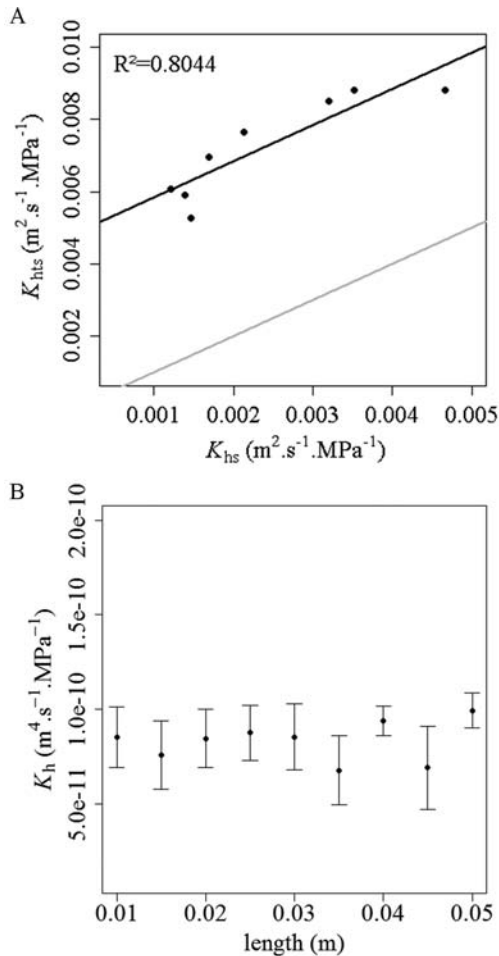 A
R²=0.8044
0.010
0.008
0.006
0.004
0.002
K_hts (m².s⁻¹.MPa⁻¹)
0.001 0.002 0.003 0.004 0.005
K_hs (m².s⁻¹.MPa⁻¹)
B
2.0e-10
1.5e-10
1.0e-10
5.0e-11
K_h (m⁴.s⁻¹.MPa⁻¹)
0.01 0.02 0.03 0.04 0.05
length (m)